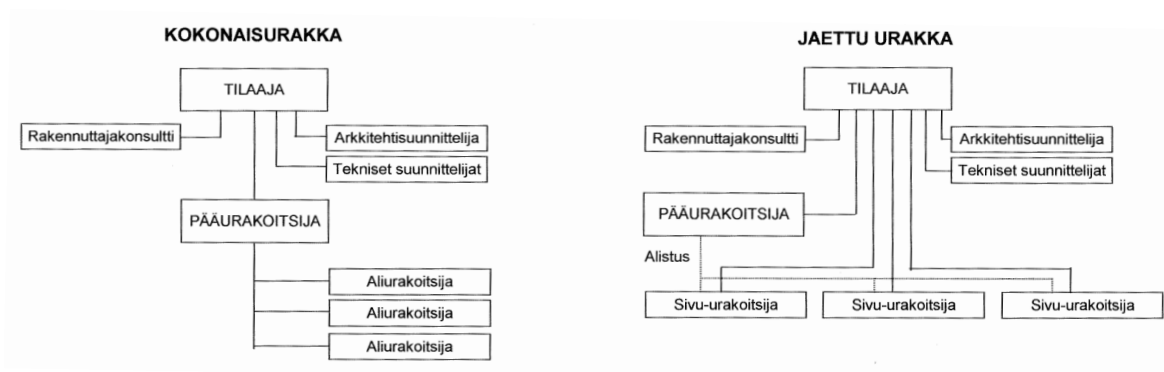 KOKONAISURAKKA
TILAAJA
Rakennuttajakonsultti
Arkkitehtisuunnittelija
Tekniset suunnittelijat
PÄÄURAKOITSIJA
Aliurakoitsija
Aliurakoitsija
Aliurakoitsija
JAETTU URAKKA
TILAAJA
Rakennuttajakonsultti
Arkkitehtisuunnittelija
Tekniset suunnittelijat
PÄÄURAKOITSIJA
Alistus
Sivu-urakoitsija
Sivu-urakoitsija
Sivu-urakoitsija